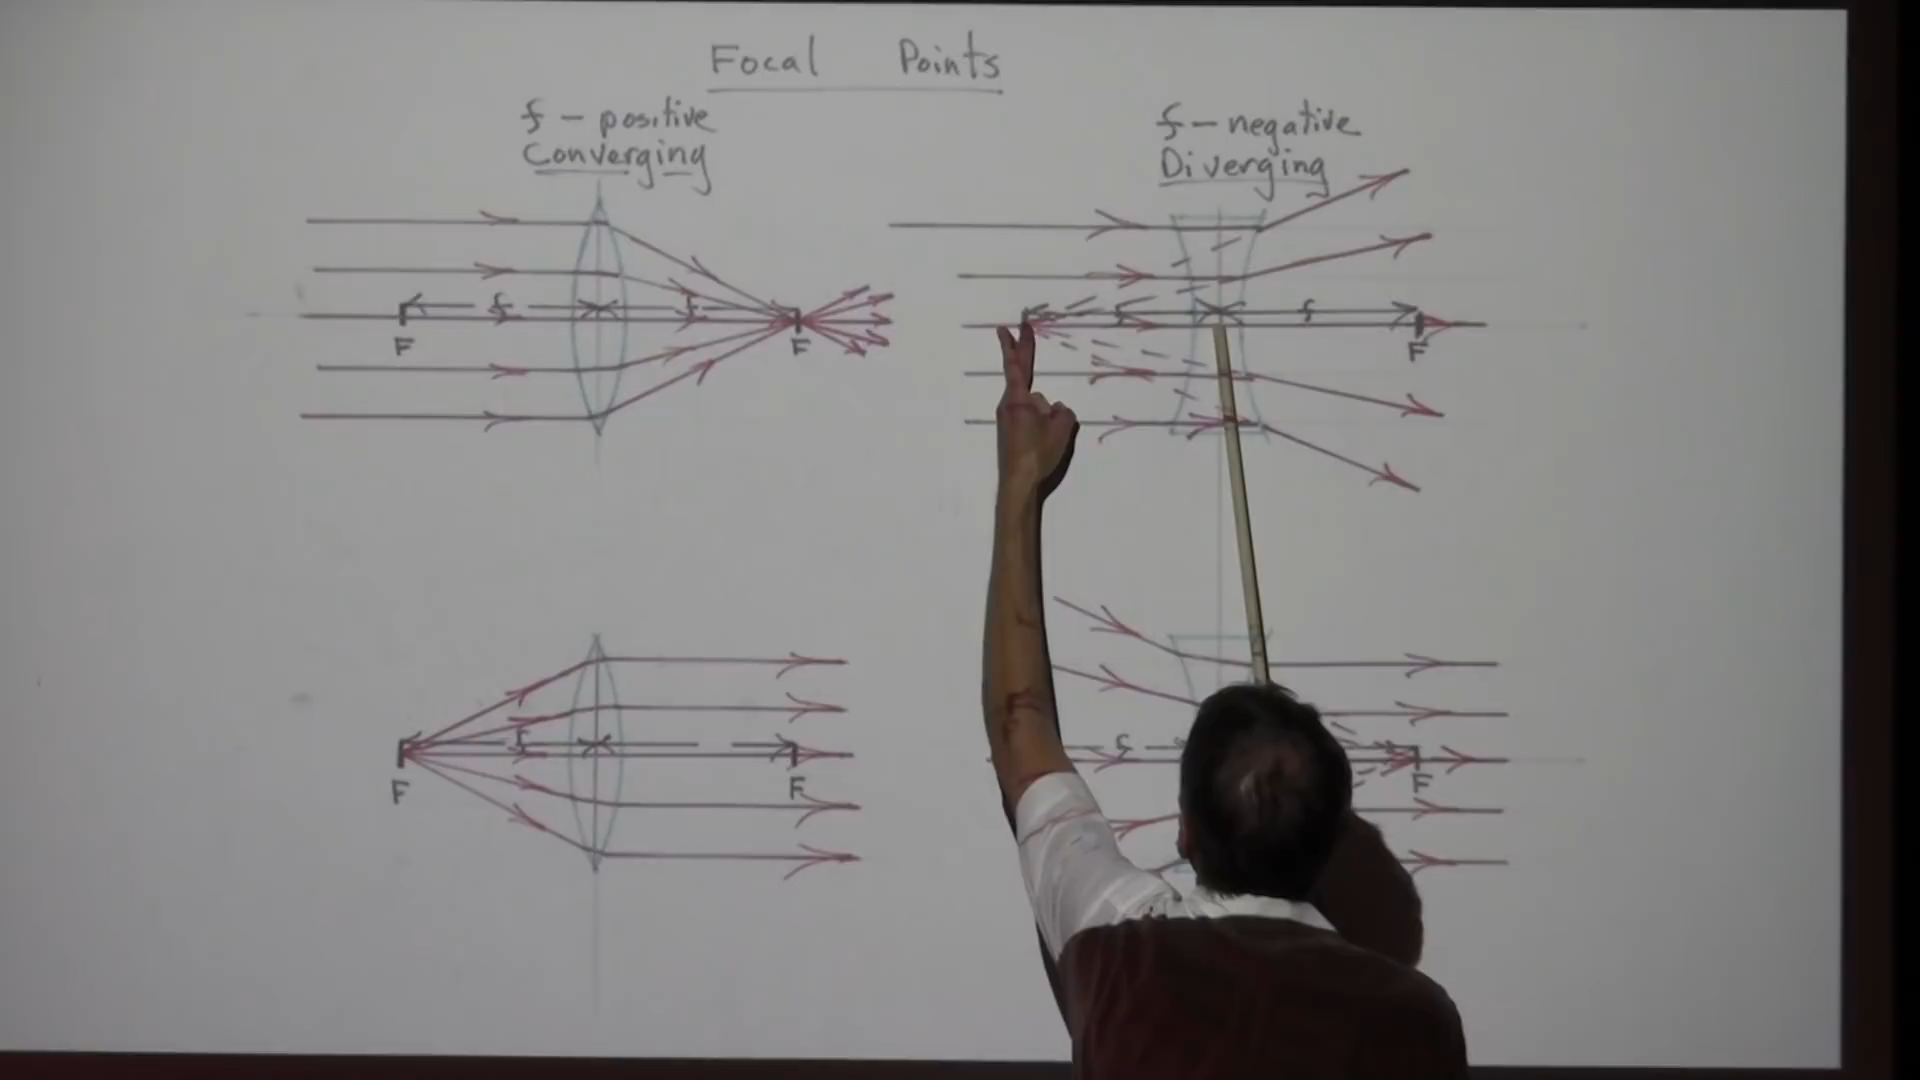 Focal Points
f - positive
Converging
f - negative
Diverging
f f
F F
f f
F
f
F F
f
F